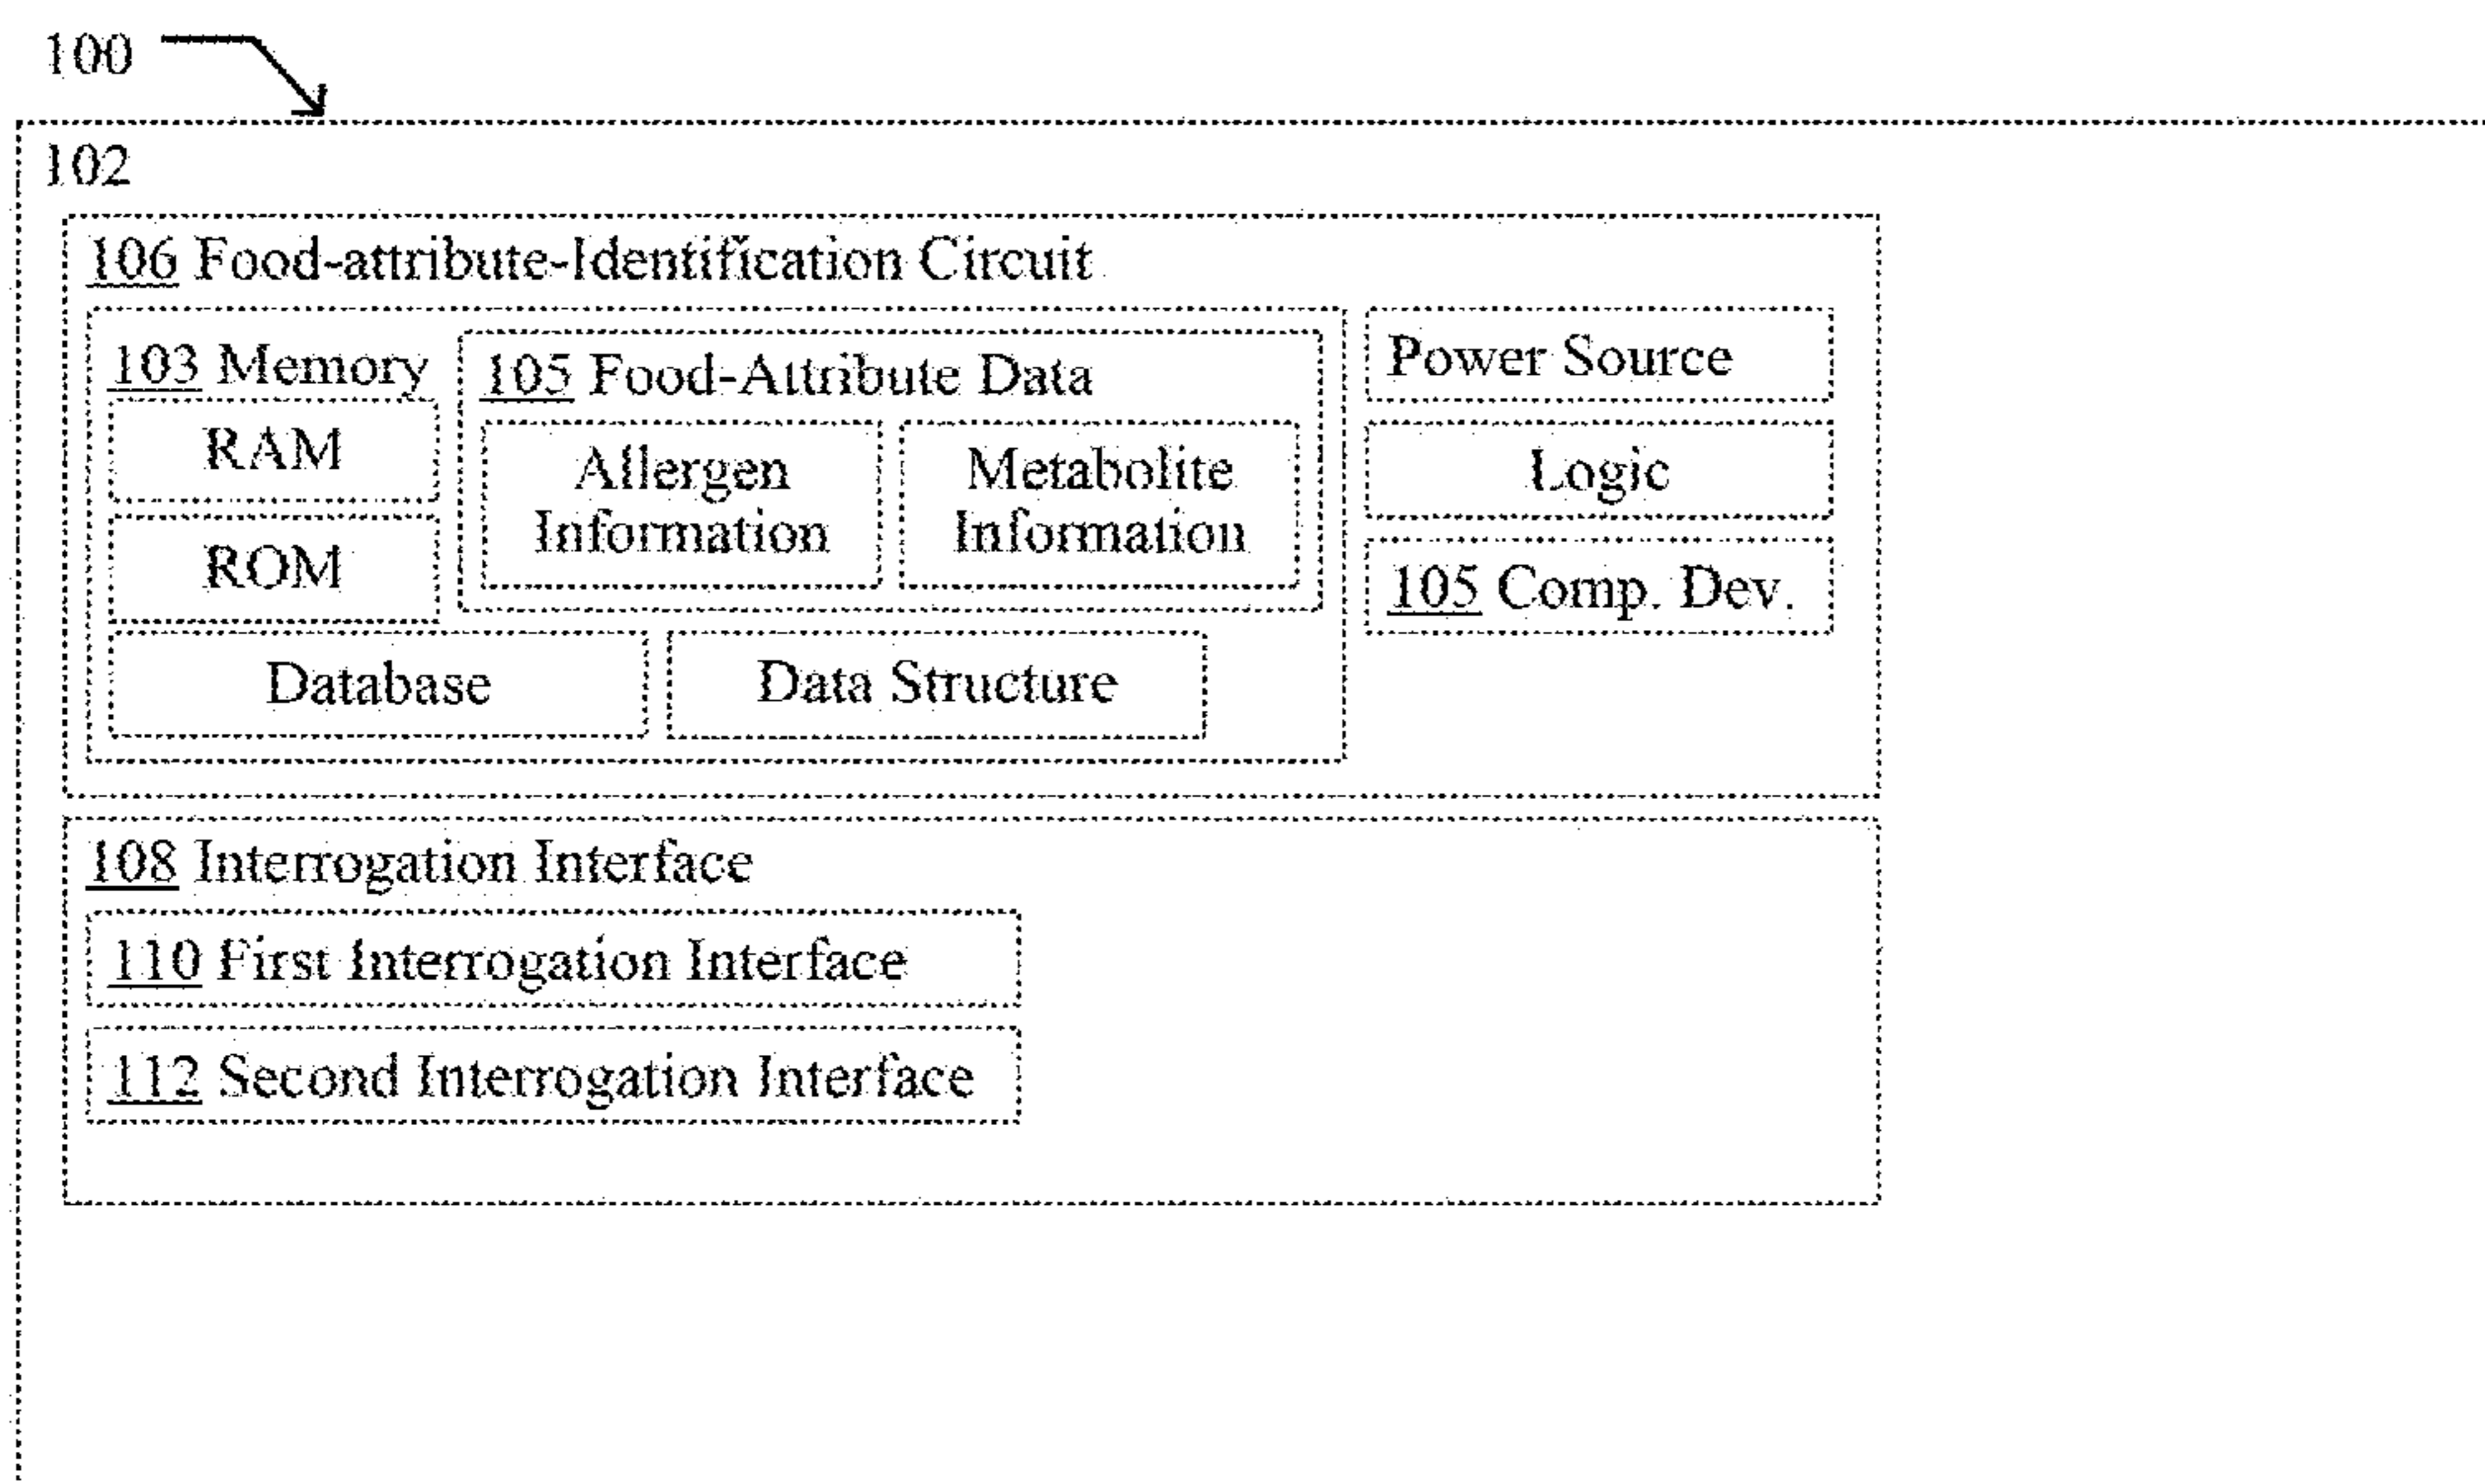 100
102
106 Food-attribute-Identification Circuit
103 Memory
RAM
ROM
105 Food-Attribute Data
Allergen
Information
Metabolite
Information
Database
Data Structure
Power Source
Logic
105 Comp. Dev.
108 Interrogation Interface
110 First Interrogation Interface
112 Second Interrogation Interface